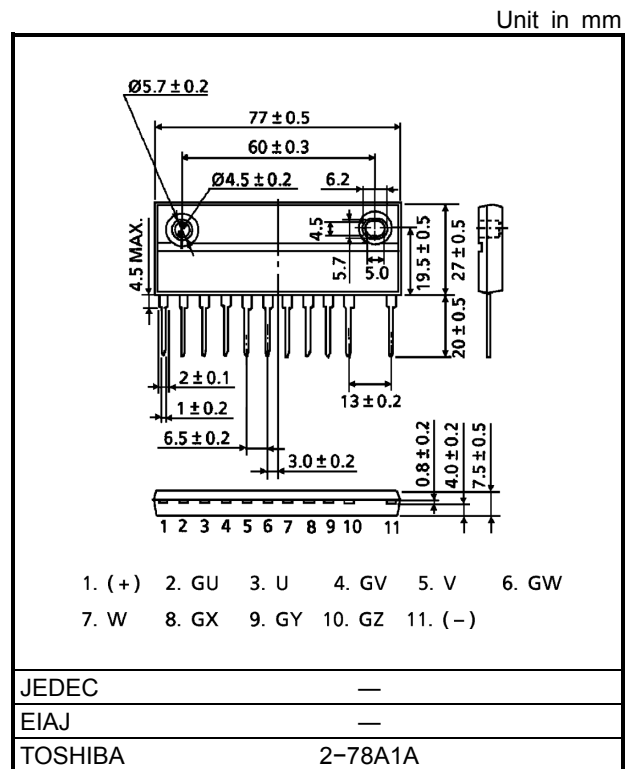 Unit in mm
Ø5.7 ± 0.2
77 ± 0.5
60 ± 0.3
Ø4.5 ± 0.2
6.2
4.5
5.7
5.0
4.5 MAX.
19.5 ± 0.5
27 ± 0.5
20 ± 0.5
2 ± 0.1
1 ± 0.2
13 ± 0.2
6.5 ± 0.2
3.0 ± 0.2
0.8 ± 0.2
4.0 ± 0.2
7.5 ± 0.5
1 2 3 4 5 6 7 8 9 10 11
1. (+) 2. GU 3. U 4. GV 5. V 6. GW
7. W 8. GX 9. GY 10. GZ 11. (−)
JEDEC —
EIAJ —
TOSHIBA 2−78A1A